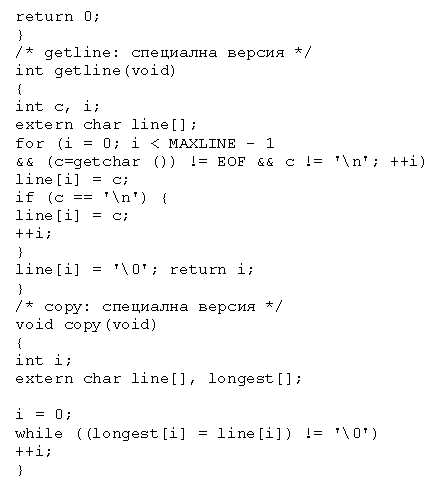 return 0;
}
/* getline: специална версия */
int getline(void)
{
int c, i;
extern char line[];
for (i = 0; i < MAXLINE - 1
&& (c=getchar ()) != EOF && c != '\n'; ++i)
line[i] = c;
if (c == '\n') {
line[i] = c;
++i;
}
line[i] = '\0'; return i;
}
/* copy: специална версия */
void copy(void)
{
int i;
extern char line[], longest[];
i = 0;
while ((longest[i] = line[i]) != '\0')
++i;
}